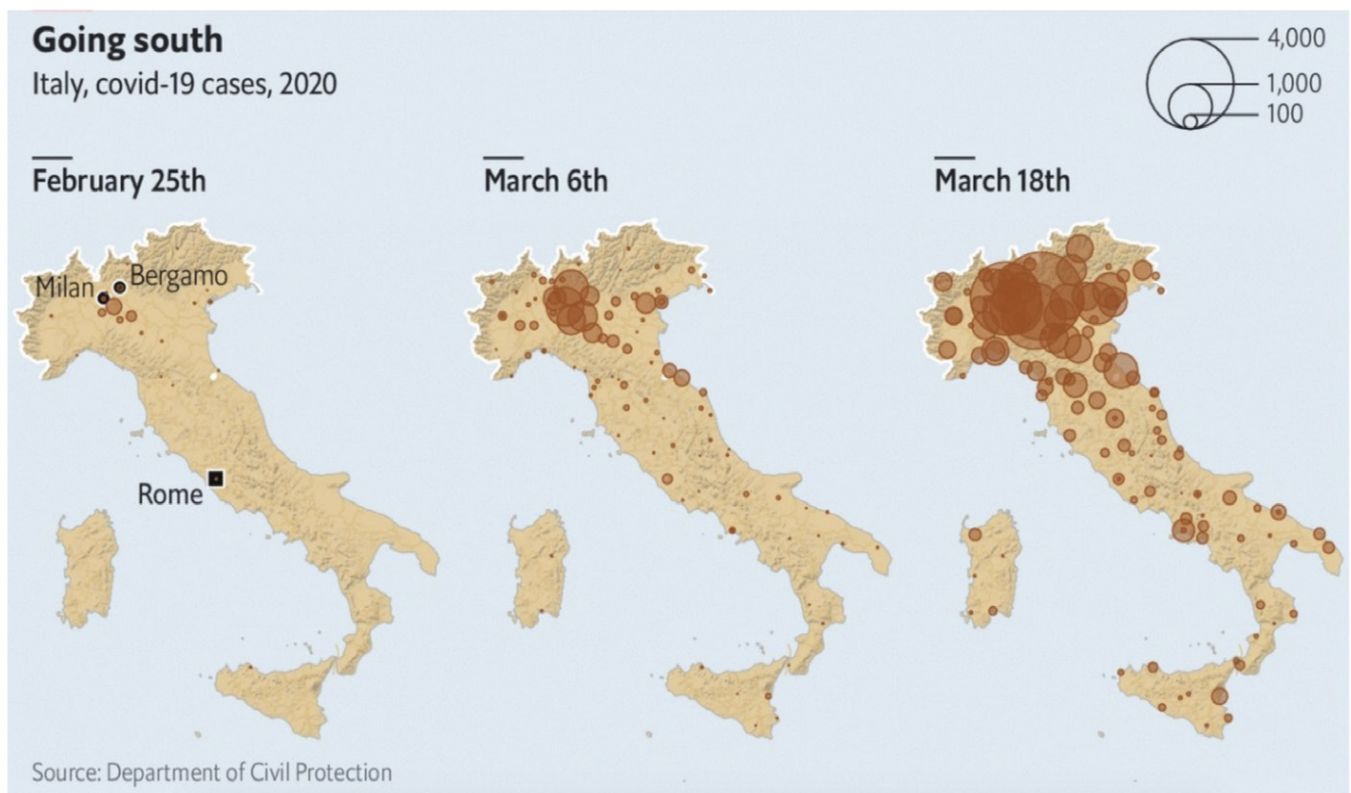 Going south
Italy, covid-19 cases, 2020
4,000
1,000
100
February 25th
March 6th
March 18th
Milan
Bergamo
Rome
Source: Department of Civil Protection